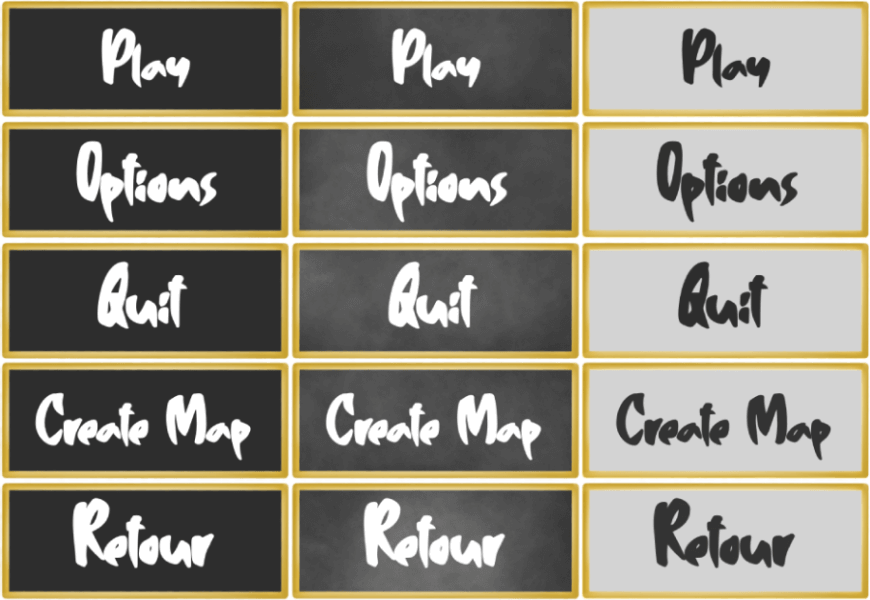 Play Play Play
Options Options Options
Quit Quit Quit
Create Map Create Map Create Map
Retour Retour Retour